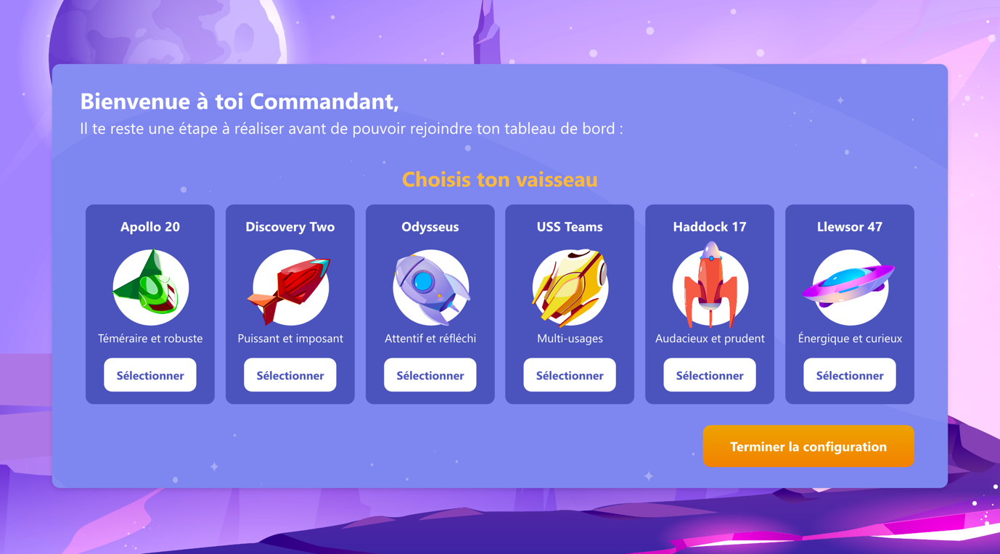 Bienvenue à toi Commandant,
Il te reste une étape à réaliser avant de pouvoir rejoindre ton tableau de bord :
Choisis ton vaisseau
Apollo 20
Téméraire et robuste
Sélectionner
Discovery Two
Puissant et imposant
Sélectionner
Odysseus
Attentif et réfléchi
Sélectionner
USS Teams
Multi-usages
Sélectionner
Haddock 17
Audacieux et prudent
Sélectionner
Llewsor 47
Énergique et curieux
Sélectionner
Terminer la configuration